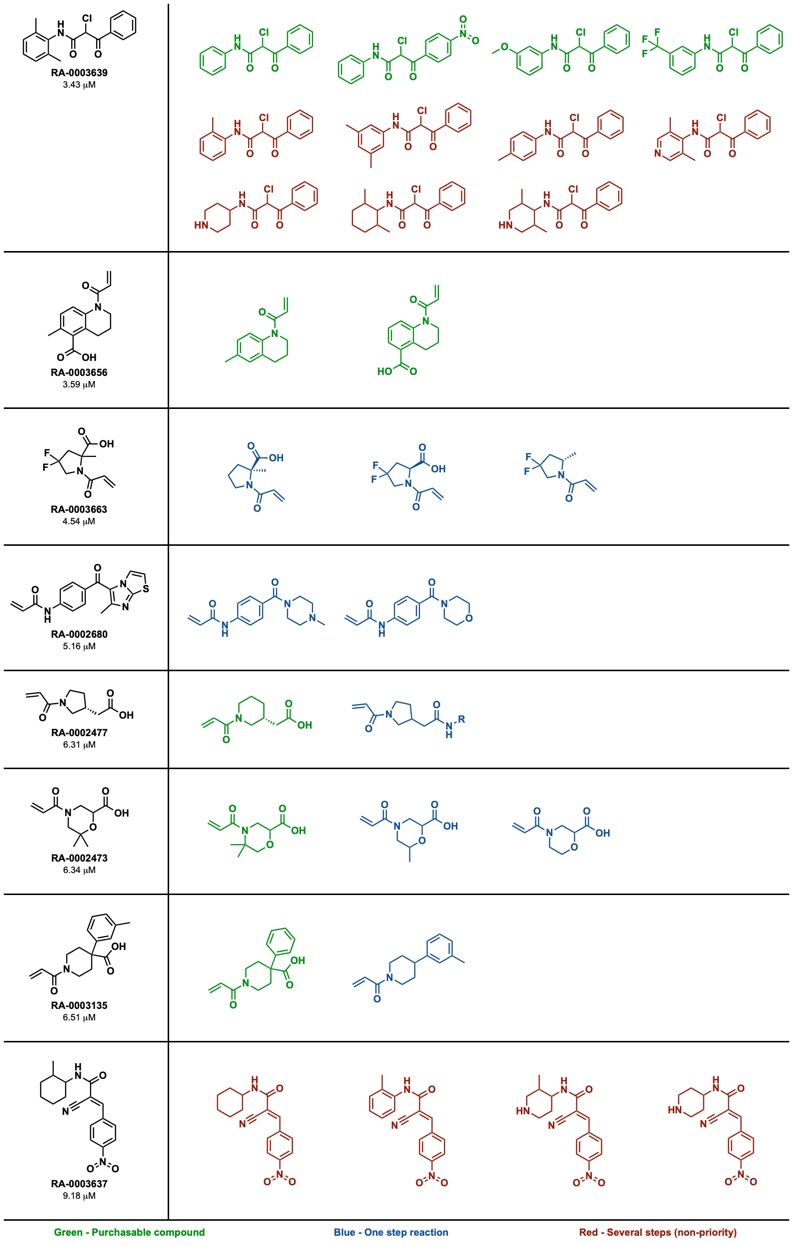 RA-0003639
3.43 µM
RA-0003656
3.59 µM
RA-0003663
4.54 µM
RA-0002680
5.16 µM
RA-0002477
6.31 µM
RA-0002473
6.34 µM
RA-0003135
6.51 µM
RA-0003637
9.18 µM
Green - Purchasable compound
Blue - One step reaction
Red - Several steps (non-priority)